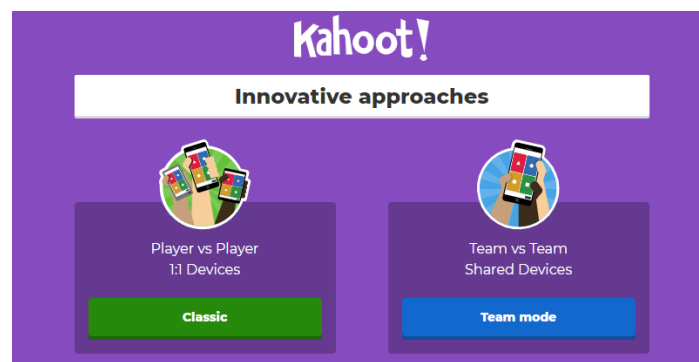 Kahoot!
Innovative approaches
Player vs Player
1:1 Devices
Classic
Team vs Team
Shared Devices
Team mode